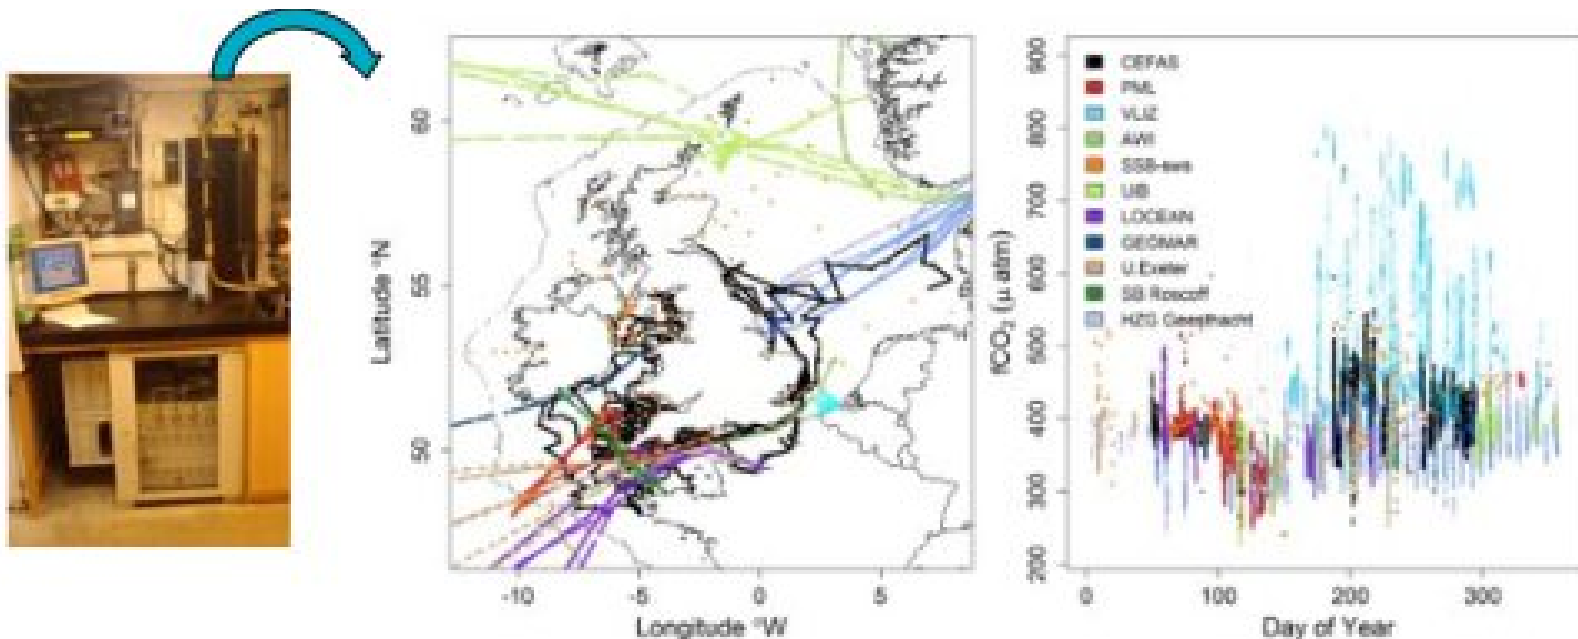 60
55
50
Latitude °N
-10
-5
0
5
Longitude °W
900
800
700
600
500
400
300
200
fCO₂ (µ.atm)
CEFAS
PML
VLIZ
AWI
SSB-sws
UiB
LOCEAN
GEOMAR
U.Exeter
SB Roscoff
HZG Geesthacht
0
100
200
300
Day of Year